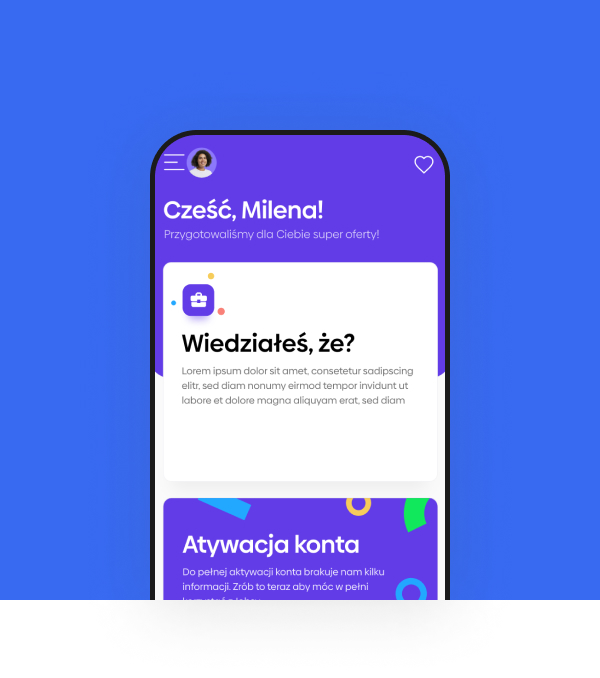 Cześć, Milena!
Przygotowaliśmy dla Ciebie super oferty!
Wiedziałeś, że?
Lorem ipsum dolor sit amet, consetetur sadipscing
elitr, sed diam nonumy eirmod tempor invidunt ut
labore et dolore magna aliquyam erat, sed diam
Atywacja konta
Do pełnej aktywacji konta brakuje nam kilku
informacji. Zrób to teraz aby móc w pełni